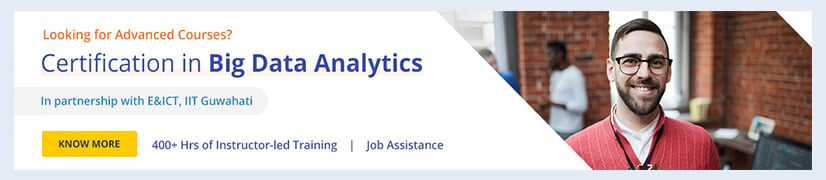 Looking for Advanced Courses?
Certification in Big Data Analytics
In partnership with E&ICT, IIT Guwahati
KNOW MORE 400+ Hrs of Instructor-led Training | Job Assistance